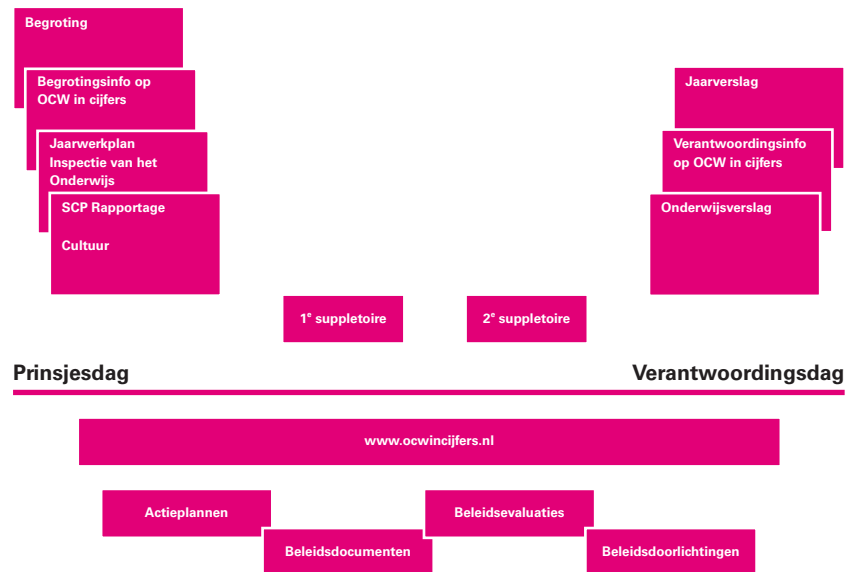 Begroting
Begrotingsinfo op
OCW in cijfers
Jaarwerkplan
Inspectie van het
Onderwijs
SCP Rapportage
Cultuur
Jaarverslag
Verantwoordingsinfo
op OCW in cijfers
Onderwijsverslag
1e suppletoire
2e suppletoire
Prinsjesdag
Verantwoordingsdag
www.ocwincijfers.nl
Actieplannen
Beleidsevaluaties
Beleidsdocumenten
Beleidsdoorlichtingen